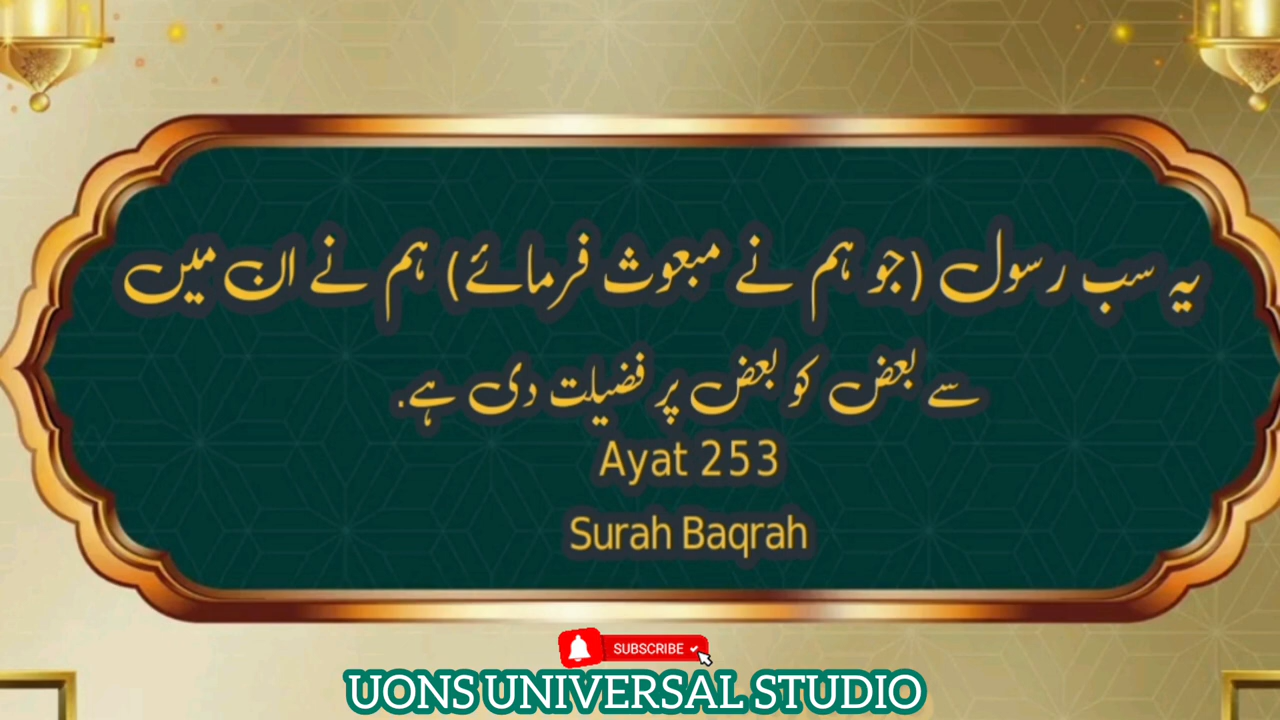 یہ سب رسول (جو ہم نے مبعوث فرمائے) ہم نے ان میں
سے بعض کو بعض پر فضیلت دی ہے.
Ayat 253
Surah Baqrah
SUBSCRIBE
UONS UNIVERSAL STUDIO